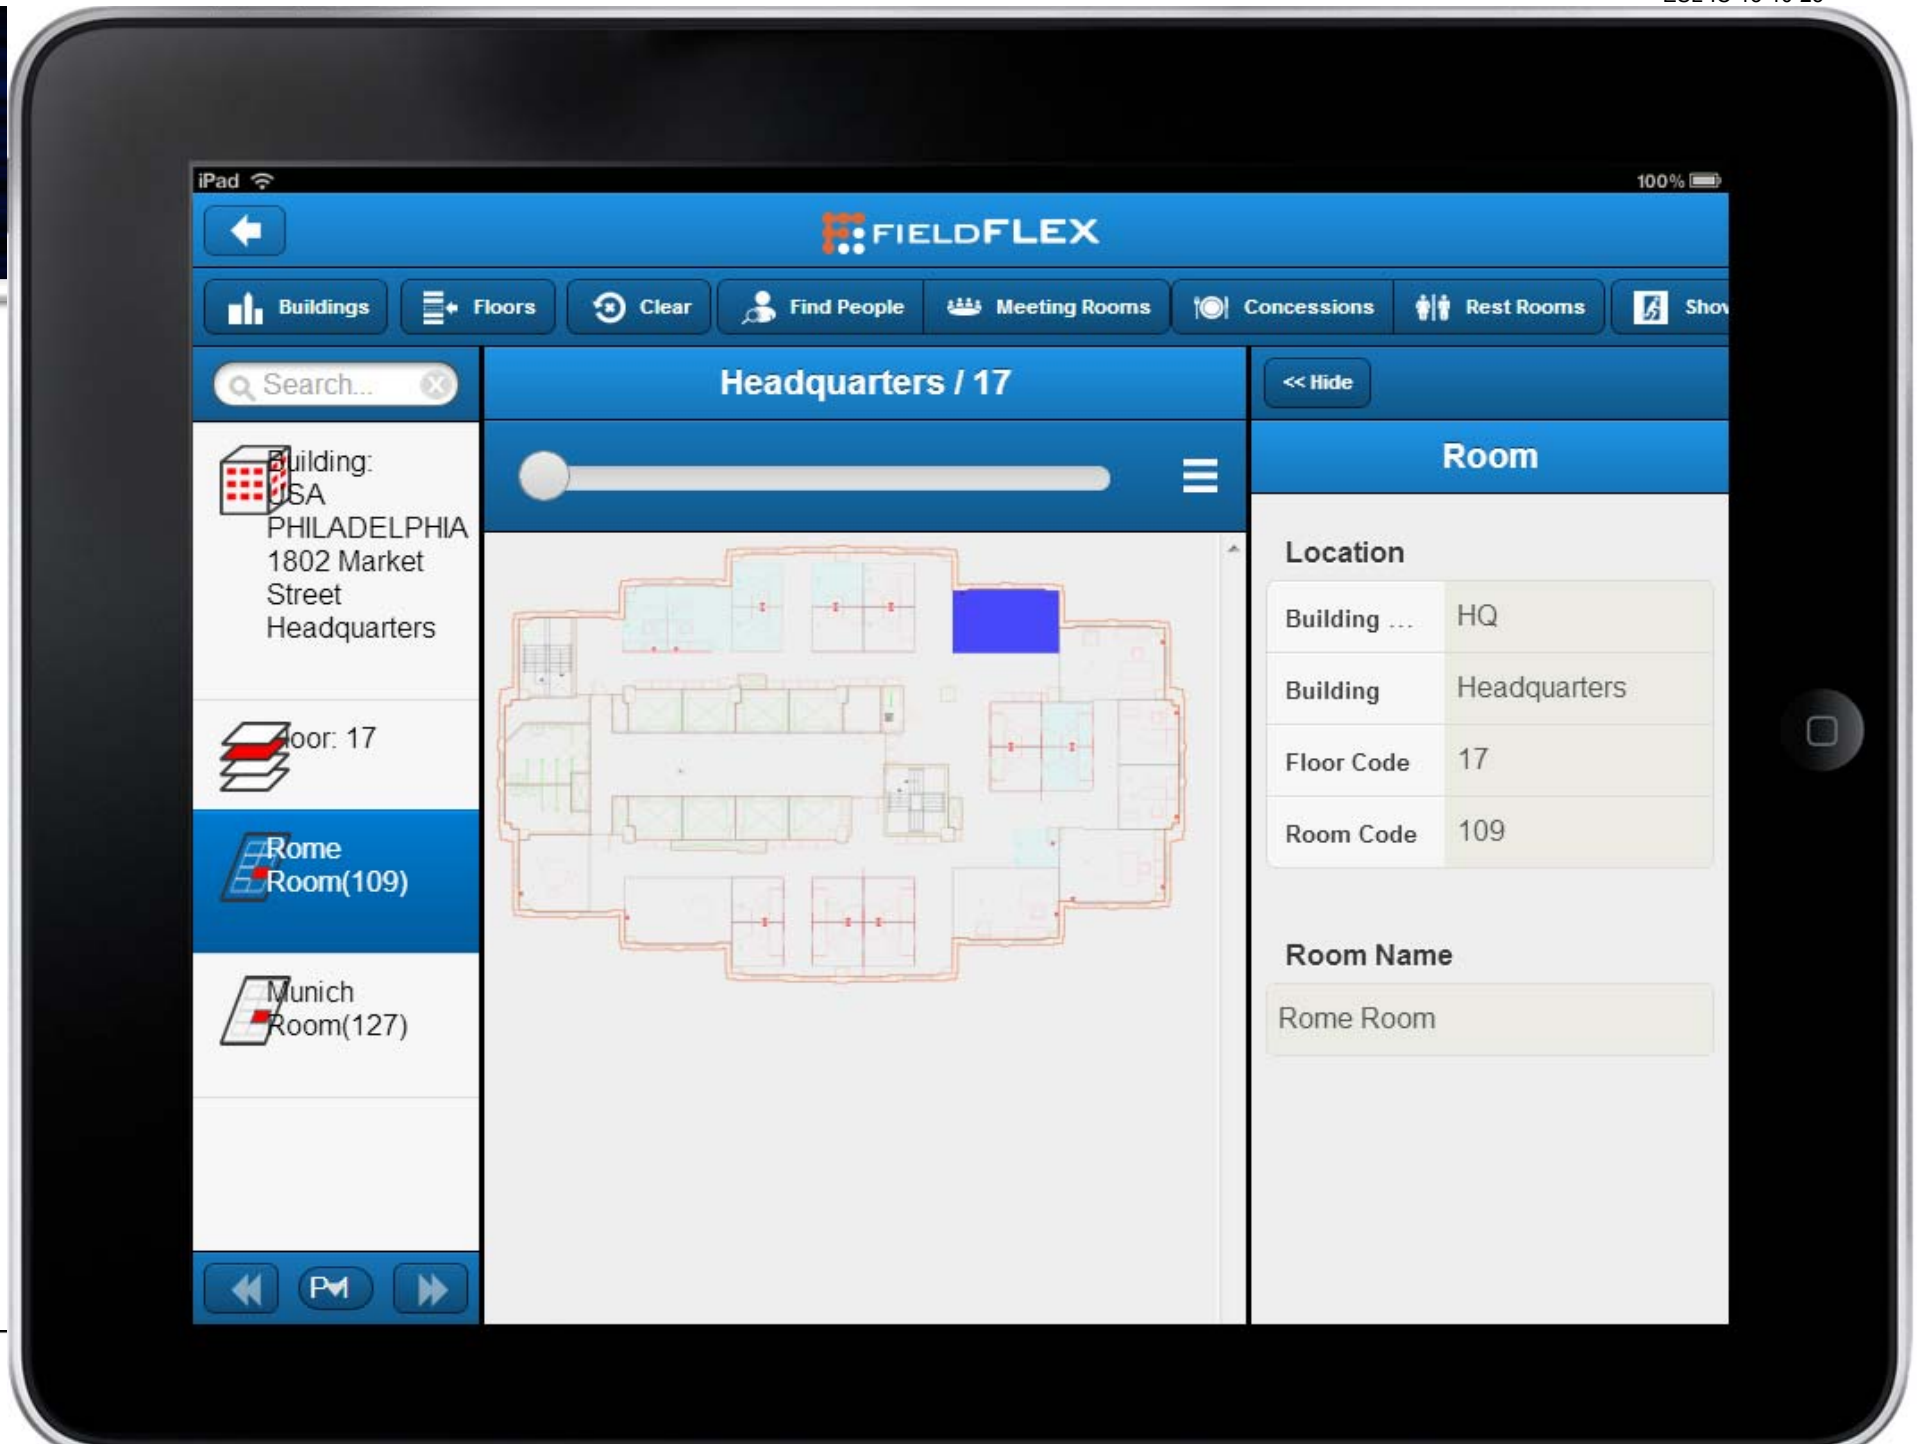 iPad
100%
FIELDFLEX
Buildings
Floors
Clear
Find People
Meeting Rooms
Concessions
Rest Rooms
Search...
Headquarters / 17
<< Hide
Building:
USA
PHILADELPHIA
1802 Market
Street
Headquarters
Floor: 17
Rome
Room(109)
Munich
Room(127)
Room
Location
Building ... HQ
Building Headquarters
Floor Code 17
Room Code 109
Room Name
Rome Room